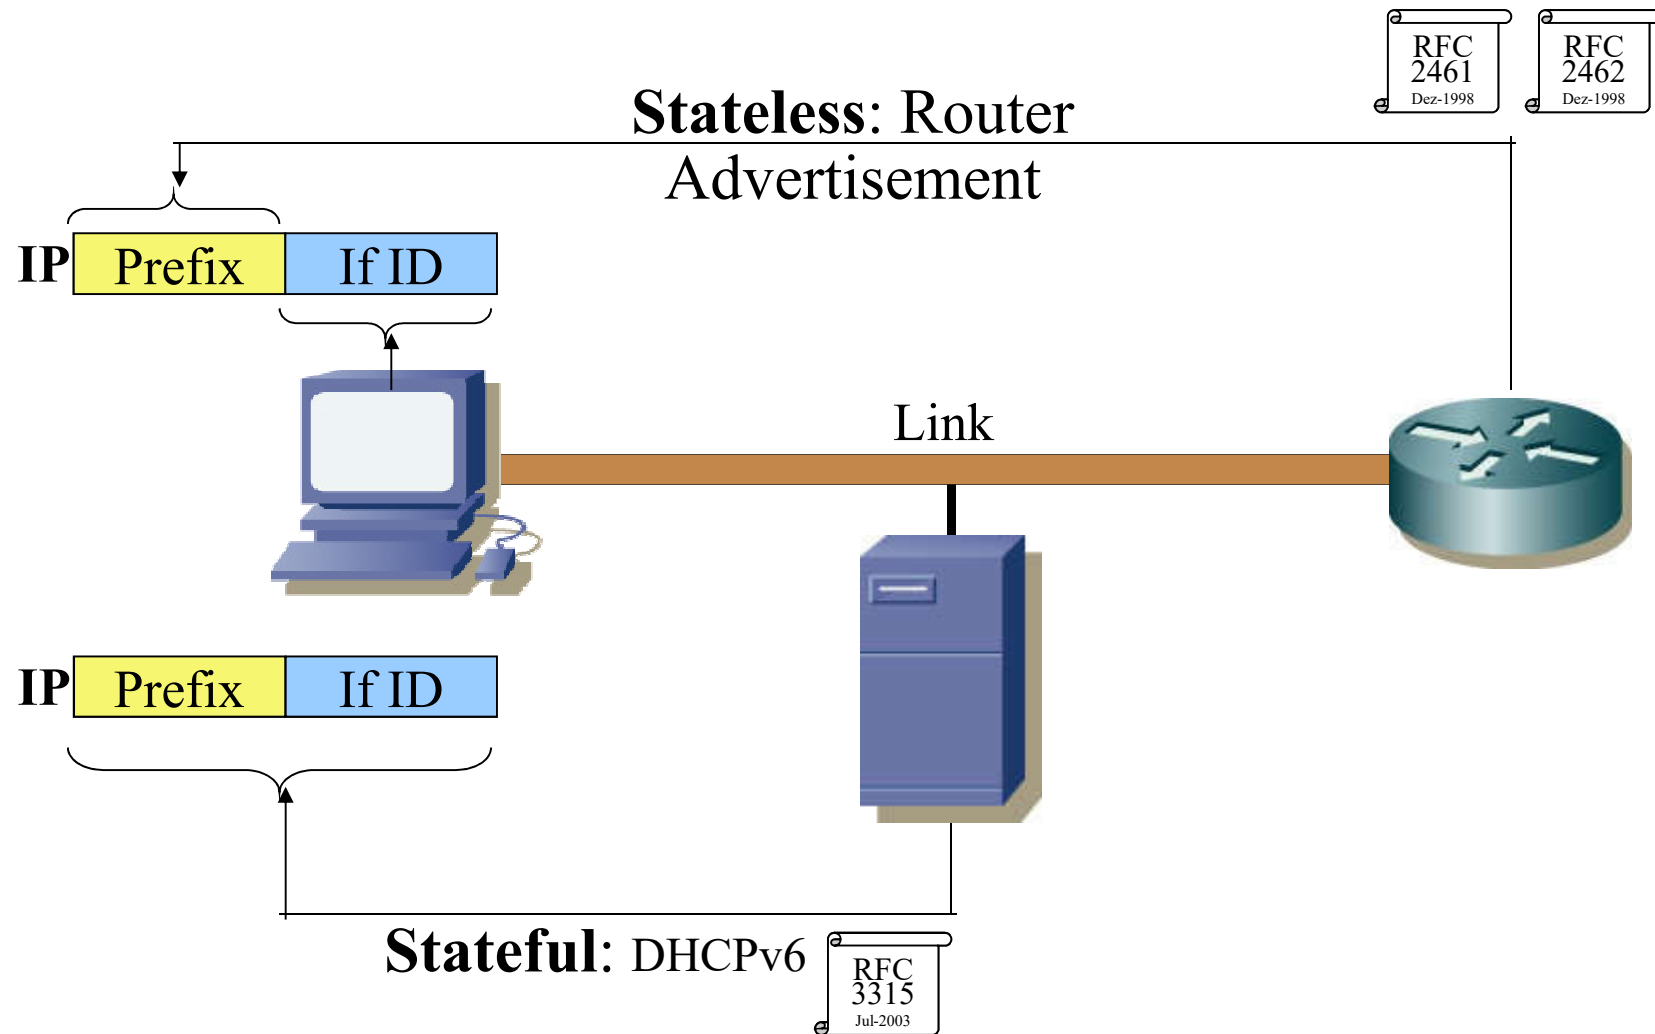 RFC
2461
Dez-1998
RFC
2462
Dez-1998
Stateless: Router
Advertisement
IP Prefix If ID
Link
IP Prefix If ID
Stateful: DHCPv6
RFC
3315
Jul-2003